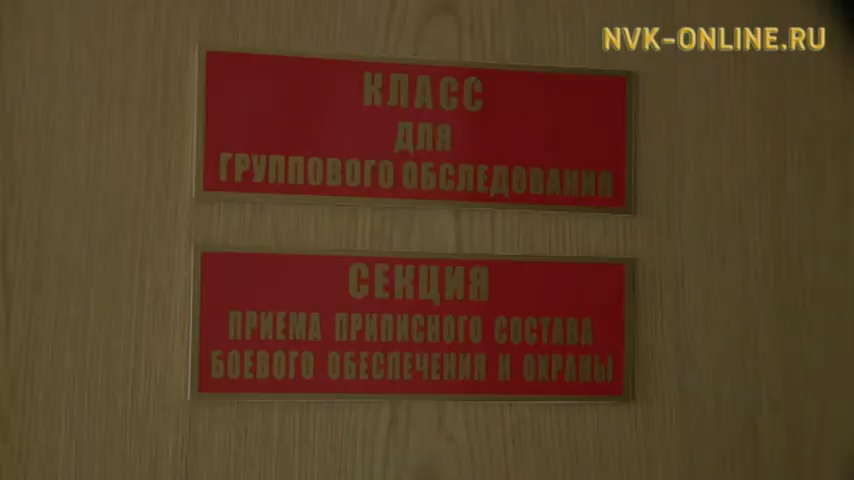 NVK-ONLINE.RU
КЛАСС
ДЛЯ
ГРУППОВОГО ОБСЛЕДОВАНИЯ
СЕКЦИЯ
ПРИЕМА ПРИПИСНОГО СОСТАВА
БОЕВОГО ОБЕСПЕЧЕНИЯ И ОХРАНЫ